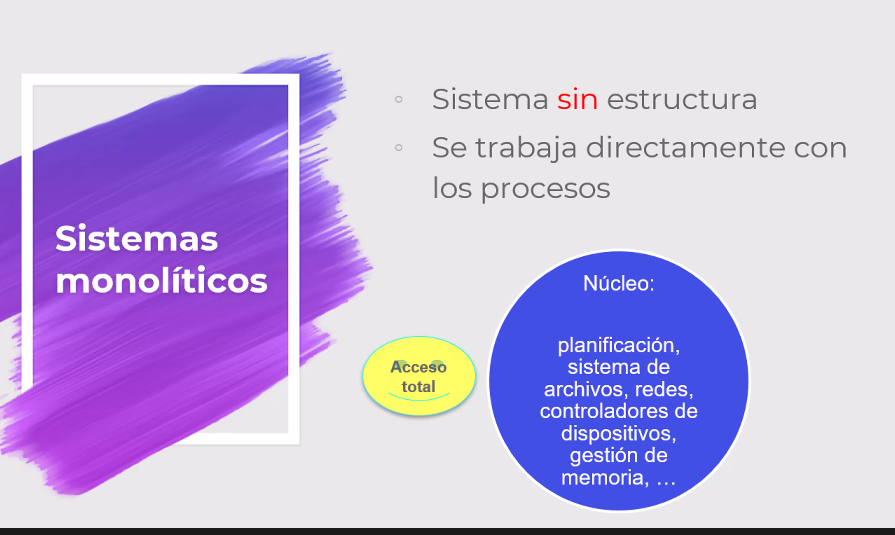 Sistemas
monolíticos
Sistema sin estructura
Se trabaja directamente con
los procesos
Acceso
total
Núcleo:
planificación,
sistema de
archivos, redes,
controladores de
dispositivos,
gestión de
memoria, …